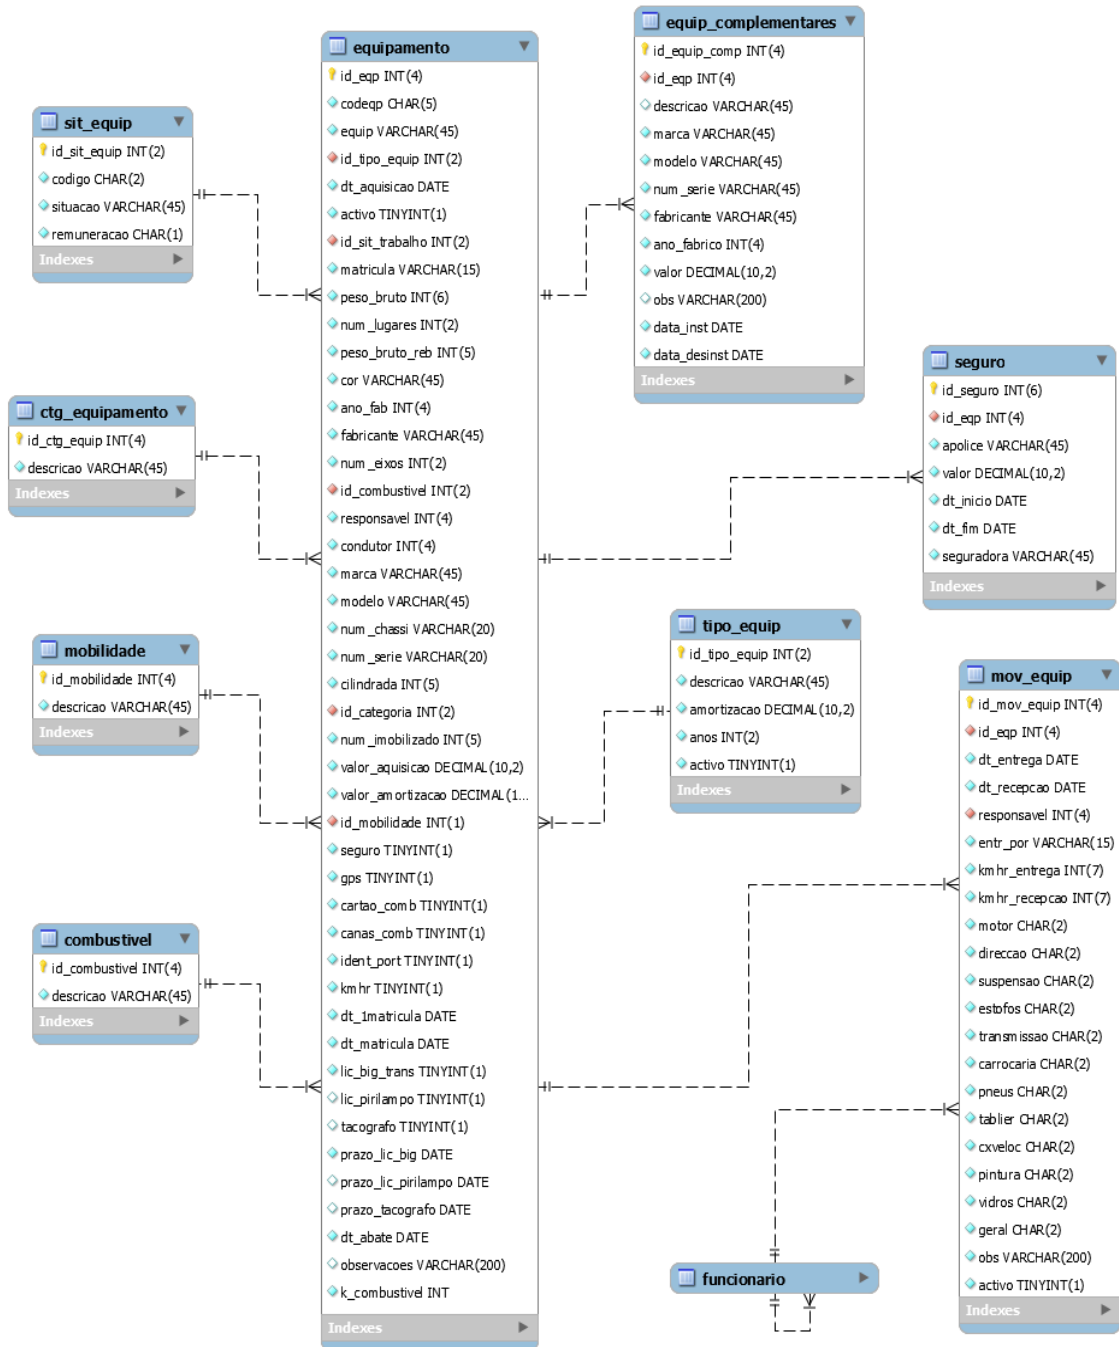 equip_complementares
id_equip_comp INT(4)
id_eqp INT(4)
descricao VARCHAR(45)
marca VARCHAR(45)
modelo VARCHAR(45)
num_serie VARCHAR(45)
fabricante VARCHAR(45)
ano_fabrico INT(4)
valor DECIMAL(10,2)
obs VARCHAR(200)
data_inst DATE
data_desinst DATE
Indexes
equipamento
id_eqp INT(4)
codeqp CHAR(5)
equip VARCHAR(45)
id_tipo_equip INT(2)
dt_aquisicao DATE
activo TINYINT(1)
id_sit_trabalho INT(2)
matricula VARCHAR(15)
peso_bruto INT(6)
num_lugares INT(2)
peso_bruto_reb INT(5)
cor VARCHAR(45)
ano_fab INT(4)
fabricante VARCHAR(45)
num_eixos INT(2)
id_combustivel INT(2)
responsavel INT(4)
condutor INT(4)
marca VARCHAR(45)
modelo VARCHAR(45)
num_chassi VARCHAR(20)
num_serie VARCHAR(20)
cilindrada INT(5)
id_categoria INT(2)
num_imobilizado INT(5)
valor_aquisicao DECIMAL(10,2)
valor_amortizacao DECIMAL(1...
id_mobilidade INT(1)
seguro TINYINT(1)
gps TINYINT(1)
cartao_comb TINYINT(1)
canas_comb TINYINT(1)
ident_port TINYINT(1)
kmhr TINYINT(1)
dt_1matricula DATE
dt_matricula DATE
lic_big_trans TINYINT(1)
lic_pirilampo TINYINT(1)
tacografo TINYINT(1)
prazo_lic_big DATE
prazo_lic_pirilampo DATE
prazo_tacografo DATE
dt_abate DATE
observacoes VARCHAR(200)
k_combustivel INT
Indexes
sit_equip
id_sit_equip INT(2)
codigo CHAR(2)
situacao VARCHAR(45)
remuneracao CHAR(1)
Indexes
ctg_equipamento
id_ctg_equip INT(4)
descricao VARCHAR(45)
Indexes
mobilidade
id_mobilidade INT(4)
descricao VARCHAR(45)
Indexes
combustivel
id_combustivel INT(4)
descricao VARCHAR(45)
Indexes
seguro
id_seguro INT(6)
id_eqp INT(4)
apolice VARCHAR(45)
valor DECIMAL(10,2)
dt_inicio DATE
dt_fim DATE
seguradora VARCHAR(45)
Indexes
tipo_equip
id_tipo_equip INT(2)
descricao VARCHAR(45)
amortizacao DECIMAL(10,2)
anos INT(2)
activo TINYINT(1)
Indexes
mov_equip
id_mov_equip INT(4)
id_eqp INT(4)
dt_entrega DATE
dt_recepcao DATE
responsavel INT(4)
entr_por VARCHAR(15)
kmhr_entrega INT(7)
kmhr_recepcao INT(7)
motor CHAR(2)
direccao CHAR(2)
suspensao CHAR(2)
estofos CHAR(2)
transmissao CHAR(2)
carrocaria CHAR(2)
pneus CHAR(2)
tablier CHAR(2)
cxveloc CHAR(2)
pintura CHAR(2)
vidros CHAR(2)
geral CHAR(2)
obs VARCHAR(200)
activo TINYINT(1)
Indexes
funcionario